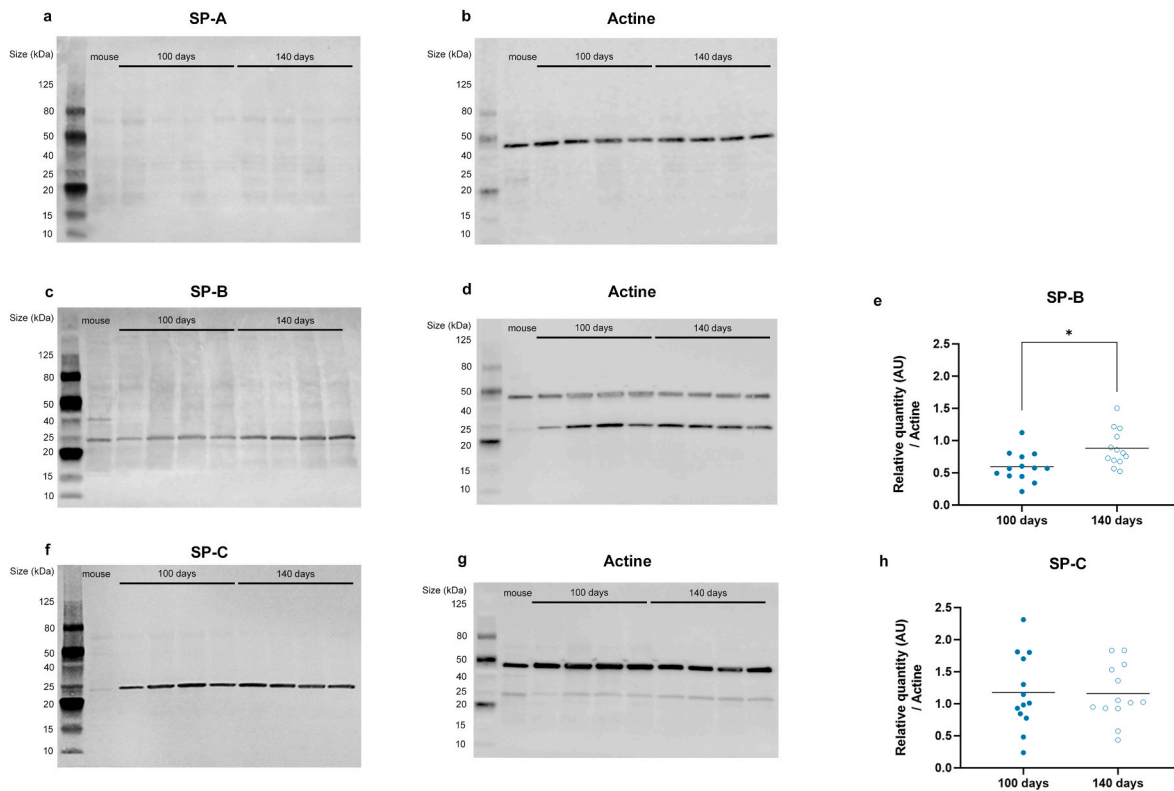 a
SP-A
Size (kDa)
mouse
100 days
140 days
125
80
50
40
25
20
15
10
b
Actine
Size (kDa)
mouse
100 days
140 days
125
80
50
40
25
20
15
10
c
SP-B
Size (kDa)
mouse
100 days
140 days
125
80
50
40
25
20
15
10
d
Actine
Size (kDa)
mouse
100 days
140 days
80
50
40
25
20
15
10
e
SP-B
*
Relative quantity (AU)
/ Actine
2.5
2.0
1.5
1.0
0.5
0.0
100 days
140 days
f
SP-C
Size (kDa)
mouse
100 days
140 days
125
80
50
40
25
20
15
10
g
Actine
Size (kDa)
mouse
100 days
140 days
125
80
50
40
25
20
15
10
h
SP-C
Relative quantity (AU)
/ Actine
2.5
2.0
1.5
1.0
0.5
0.0
100 days
140 days